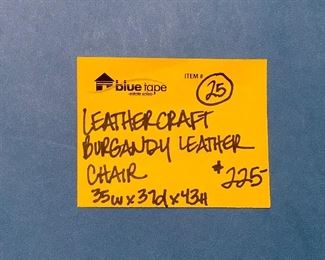 blue tape
estate sales
ITEM # 25
LEATHERCRAFT
BURGANDY LEATHER
CHAIR $225-
35W x 37d x 43H